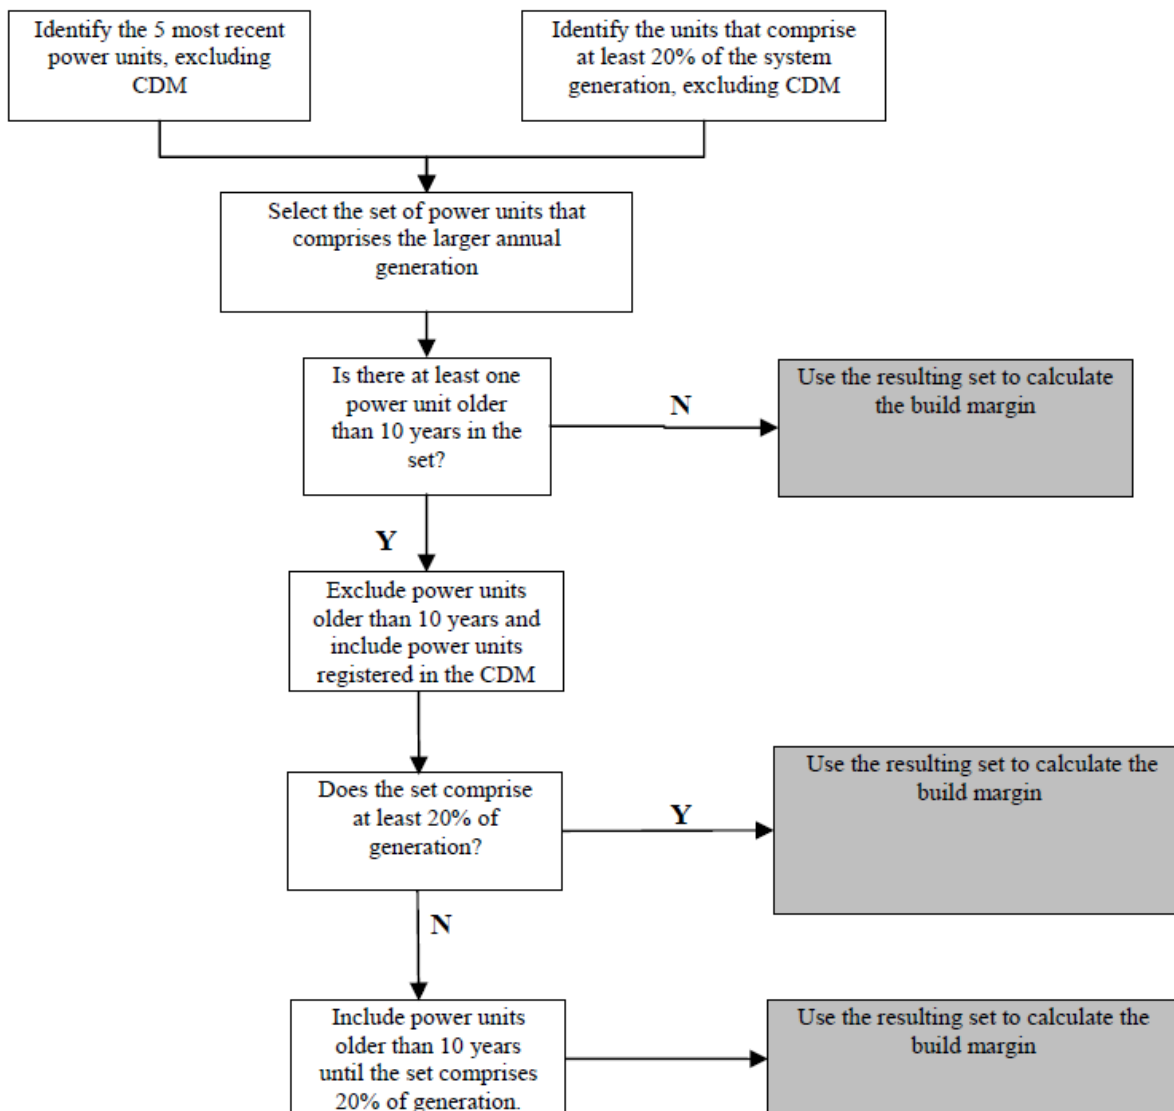 Identify the 5 most recent
power units, excluding
CDM
Identify the units that comprise
at least 20% of the system
generation, excluding CDM
Select the set of power units that
comprises the larger annual
generation
Is there at least one
power unit older
than 10 years in the
set?
N
Use the resulting set to calculate
the build margin
Y
Exclude power units
older than 10 years and
include power units
registered in the CDM
Does the set comprise
at least 20% of
generation?
Y
Use the resulting set to calculate the
build margin
N
Include power units
older than 10 years
until the set comprises
20% of generation.
Use the resulting set to calculate the
build margin